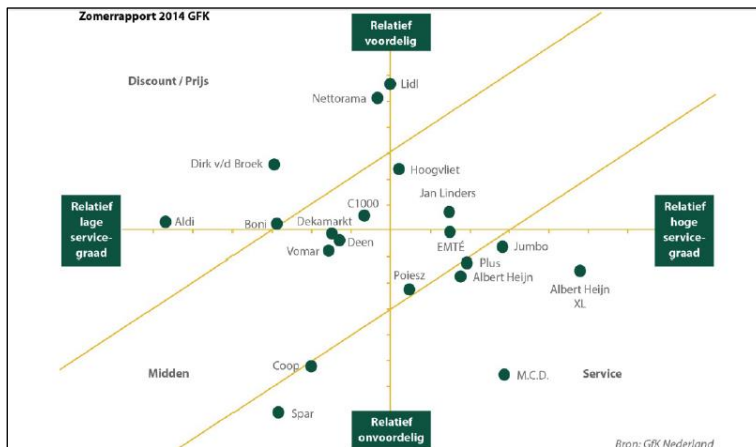 Zomerrapport 2014 GFK
Relatief
voordelig
Discount / Prijs
Lidl
Nettorama
Dirk v/d Broek
Hoogvliet
Jan Linders
C1000
Relatief
lage
service-
graad
Aldi
Boni
Dekamarkt
Deen
Vomar
EMTÉ
Jumbo
Relatief
hoge
service-
graad
Plus
Albert Heijn
Poiesz
Albert Heijn
XL
Midden
Coop
M.C.D.
Service
Spar
Relatief
onvoordelig
Bron: GfK Nederland